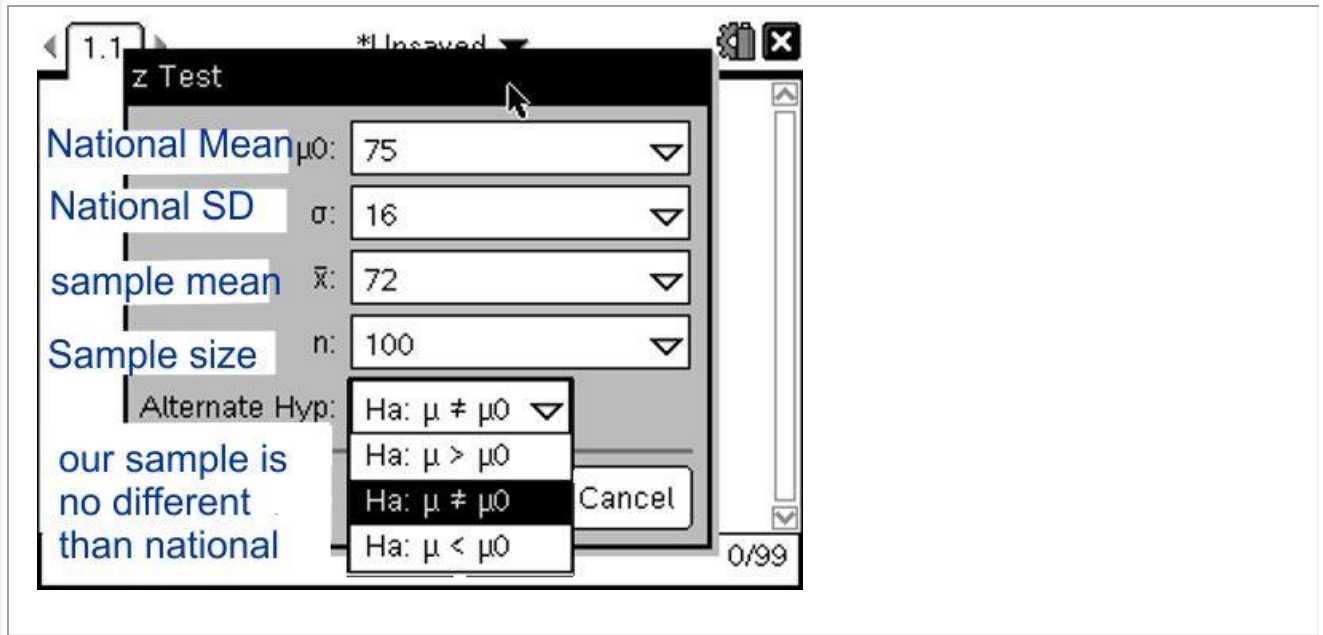 1.1 *Unsaved
z Test
National Mean μ0: 75
National SD σ: 16
sample mean x̄: 72
Sample size n: 100
Alternate Hyp: Ha: μ ≠ μ0
Ha: μ > μ0
our sample is
no different
than national
Ha: μ ≠ μ0 Cancel
Ha: μ < μ0
0/99